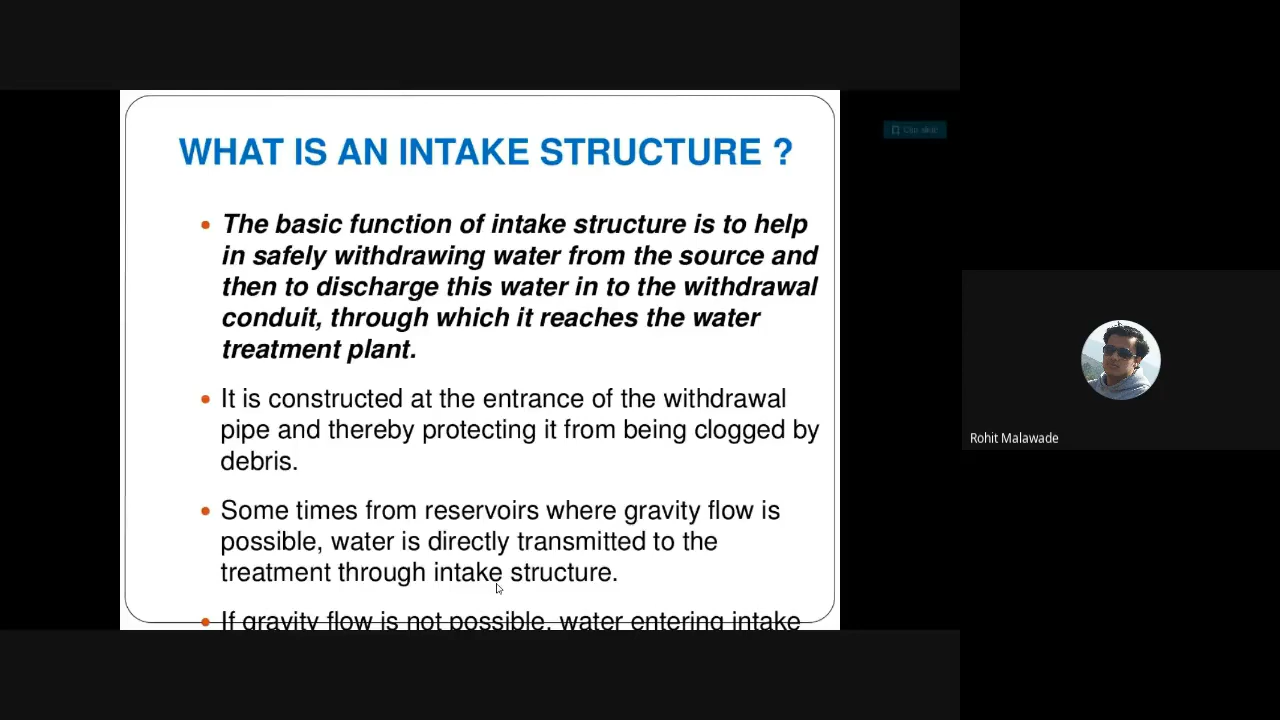 WHAT IS AN INTAKE STRUCTURE ?
• The basic function of intake structure is to help
in safely withdrawing water from the source and
then to discharge this water in to the withdrawal
conduit, through which it reaches the water
treatment plant.
• It is constructed at the entrance of the withdrawal
pipe and thereby protecting it from being clogged by
debris.
• Some times from reservoirs where gravity flow is
possible, water is directly transmitted to the
treatment through intake structure.
• If gravity flow is not possible, water entering intake
Rohit Malawade